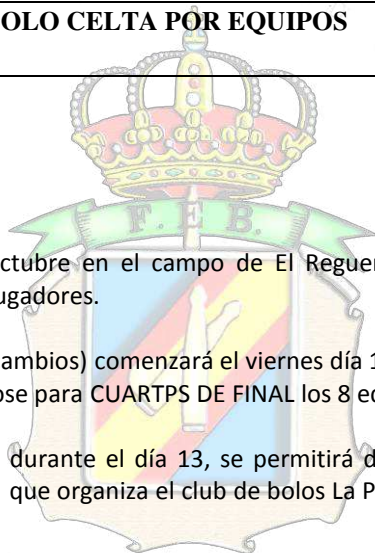 OLO CELTA POR EQUIPOS
F. E. B.
ctubre en el campo de El Reguer
ugadores.
ambios) comenzará el viernes día 1
ose para CUARTPS DE FINAL los 8 eq
durante el día 13, se permitirá d
que organiza el club de bolos La P